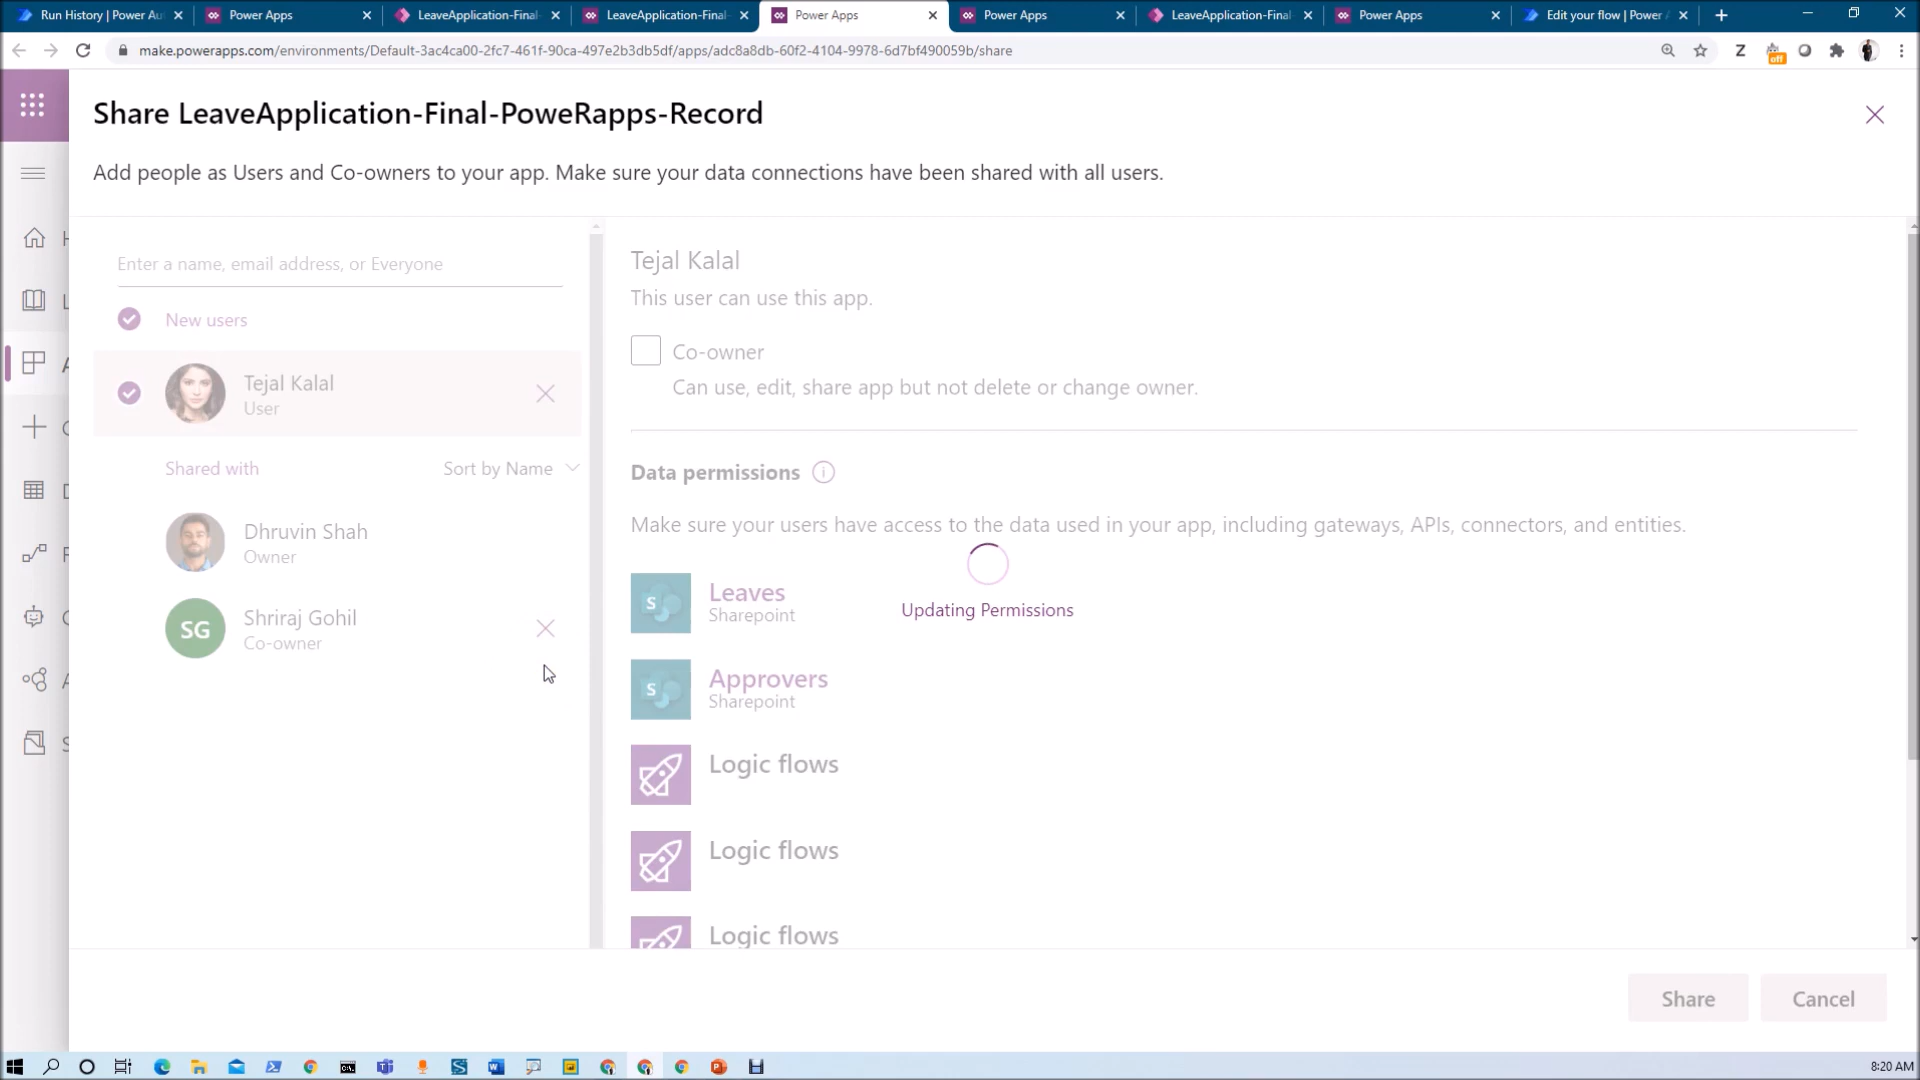 Run History | Power Au
Power Apps
LeaveApplication-Final-
LeaveApplication-Final-
Power Apps
Power Apps
LeaveApplication-Final
Power Apps
Edit your flow | Power A
make.powerapps.com/environments/Default-3ac4ca00-2fc7-461f-90ca-497e2b3db5df/apps/adc8a8db-60f2-4104-9978-6d7bf490059b/share
Z
off
Share LeaveApplication-Final-PoweRapps-Record
Add people as Users and Co-owners to your app. Make sure your data connections have been shared with all users.
Enter a name, email address, or Everyone
New users
Tejal Kalal
User
Shared with
Sort by Name
Dhruvin Shah
Owner
SG
Shriraj Gohil
Co-owner
Tejal Kalal
This user can use this app.
Co-owner
Can use, edit, share app but not delete or change owner.
Data permissions
Make sure your users have access to the data used in your app, including gateways, APIs, connectors, and entities.
Updating Permissions
S
Leaves
Sharepoint
S
Approvers
Sharepoint
Logic flows
Logic flows
Logic flows
Share
Cancel
8:20 AM